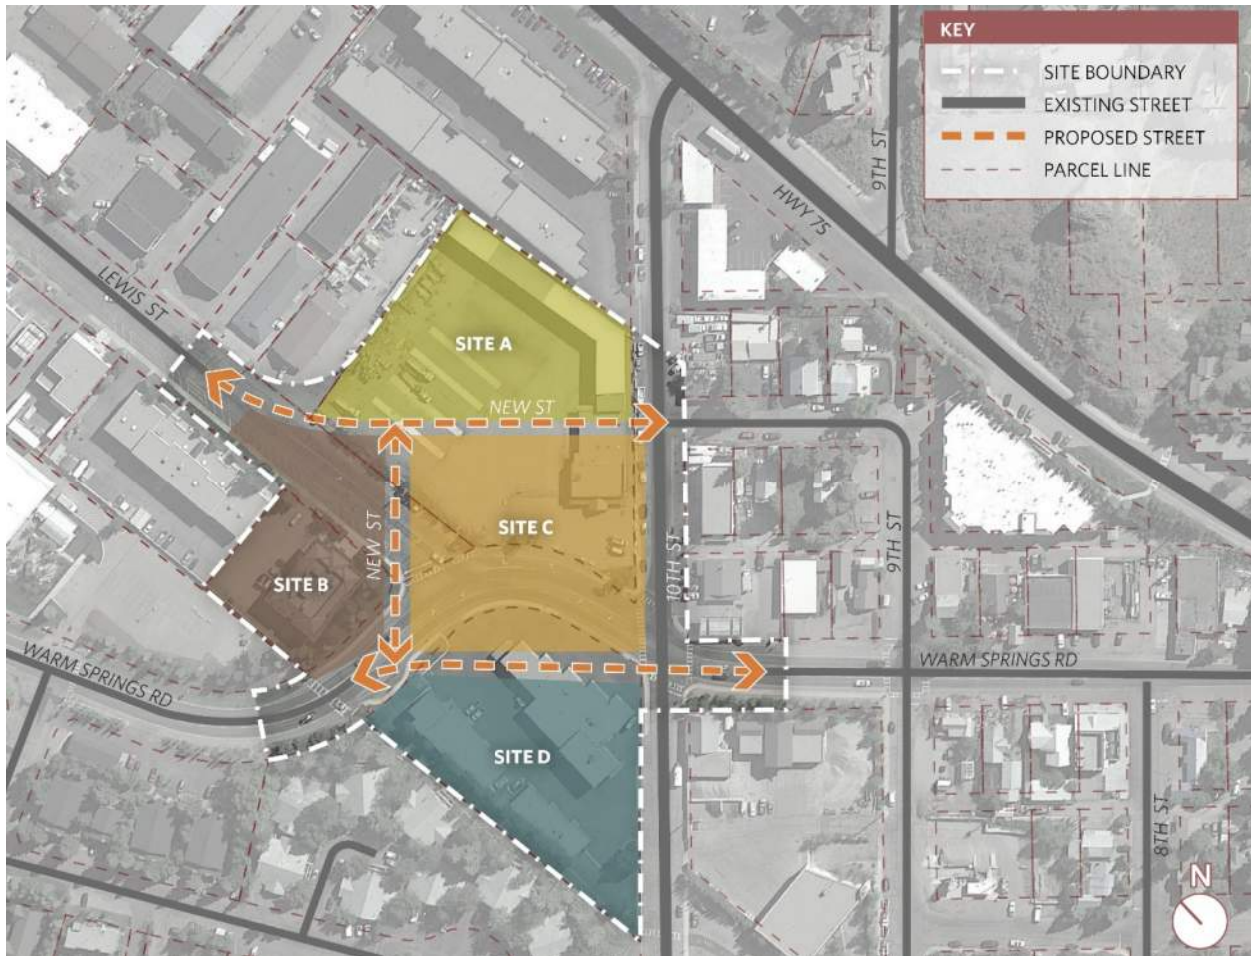 KEY
SITE BOUNDARY
EXISTING STREET
PROPOSED STREET
PARCEL LINE
9TH ST
HWY 75
LEWIS ST
SITE A
NEW ST
SITE C
NEW ST
SITE B
10TH ST
9TH ST
WARM SPRINGS RD
WARM SPRINGS RD
SITE D
8TH ST
N